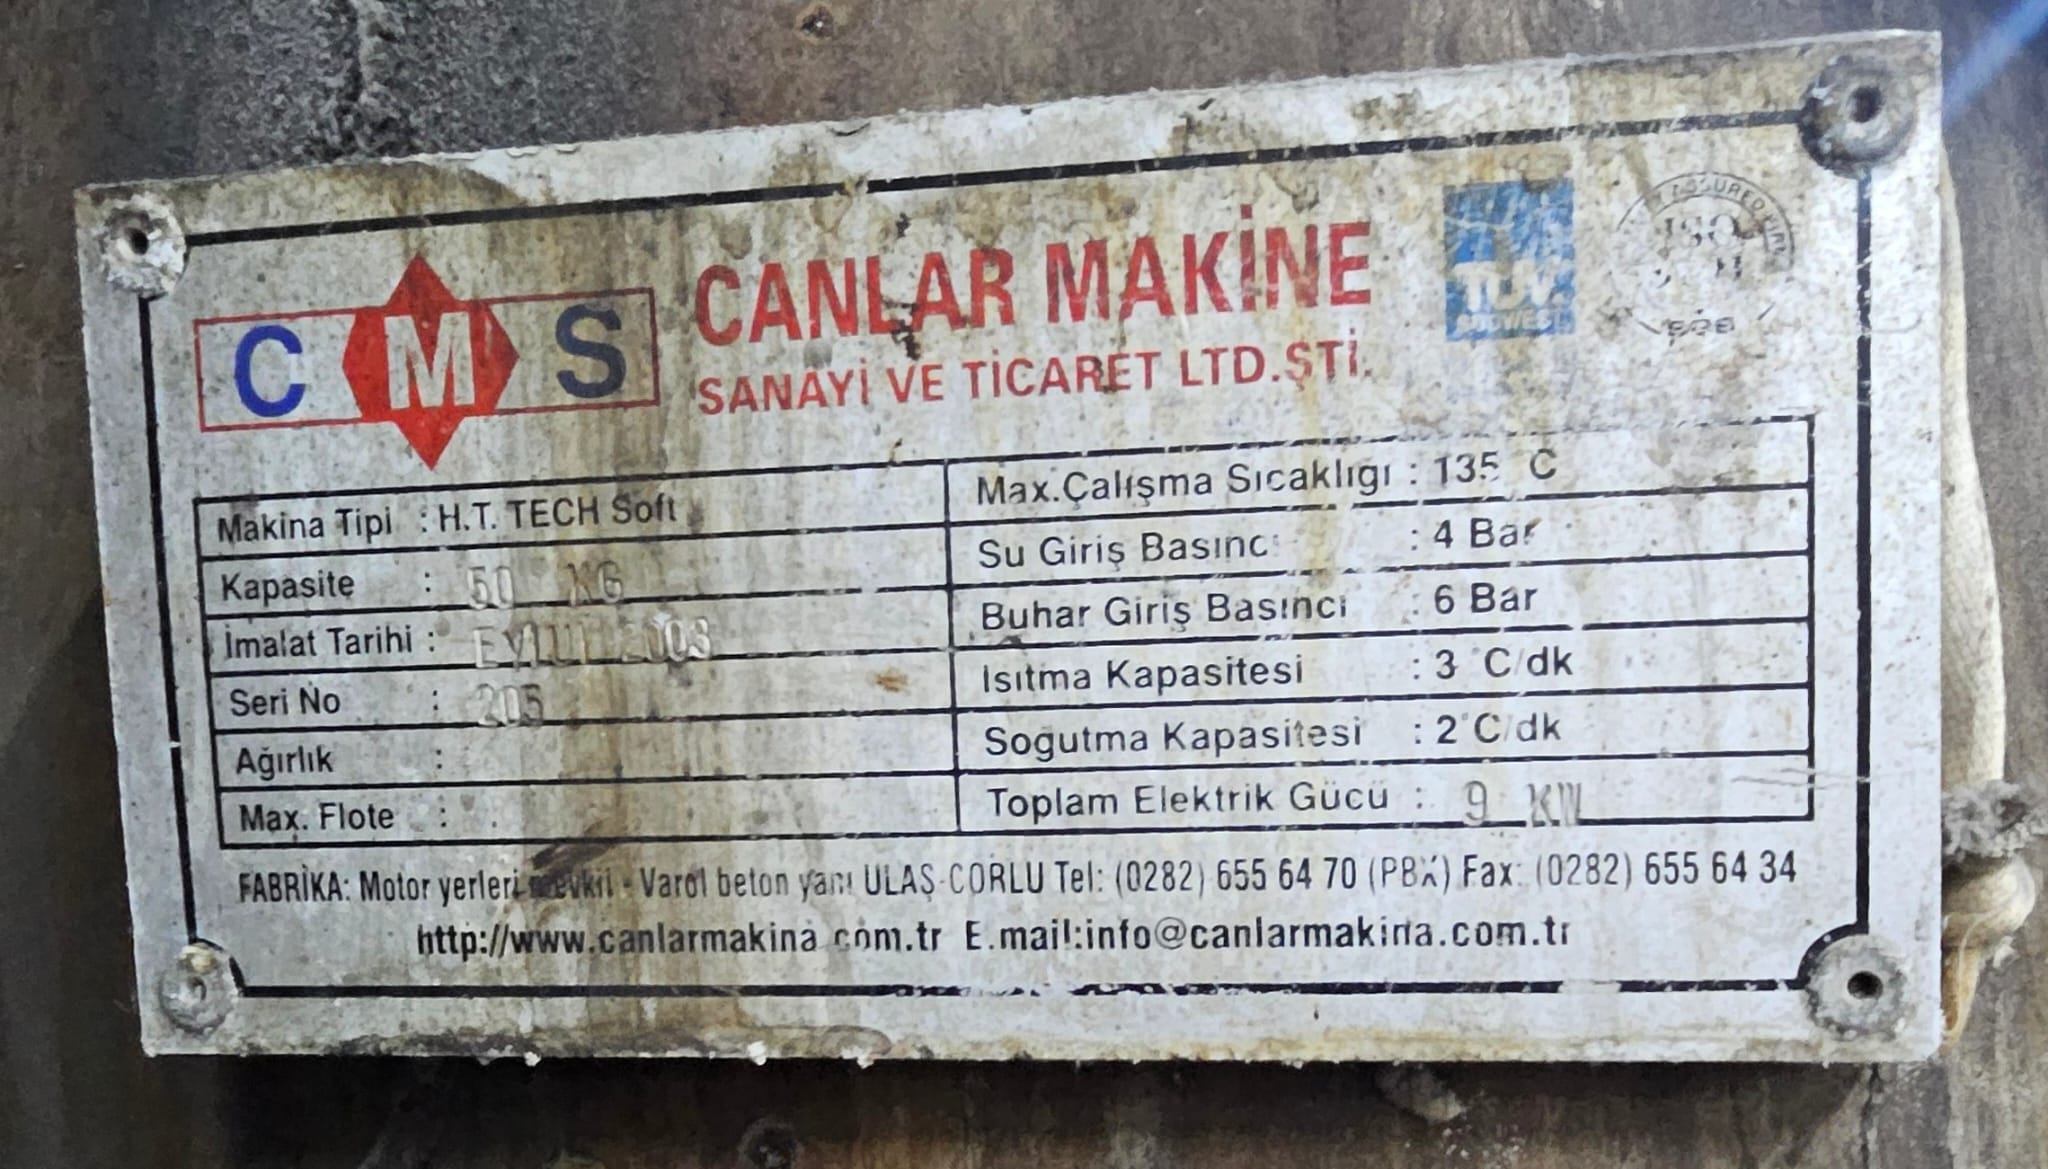 C M S
CANLAR MAKİNE
SANAYİ VE TİCARET LTD.ŞTİ.
TÜV
ASSURED FIRM
ISO
Makina Tipi : H.T. TECH Soft
Kapasite : 50 KG
İmalat Tarihi : EYLUL 2003
Seri No : 205
Ağırlık :
Max. Flote :
Max.Çalışma Sıcaklıgı : 135 C
Su Giriş Basıncı : 4 Bar
Buhar Giriş Basıncı : 6 Bar
Isıtma Kapasitesi : 3 °C/dk
Sogutma Kapasitesi : 2°C/dk
Toplam Elektrik Gücü : 9 KW
FABRİKA: Motor yerleri mevkii - Varol beton yanı ULAŞ-ÇORLU Tel: (0282) 655 64 70 (PBX) Fax: (0282) 655 64 34
http://www.canlarmakina.com.tr E.mail:info@canlarmakina.com.tr